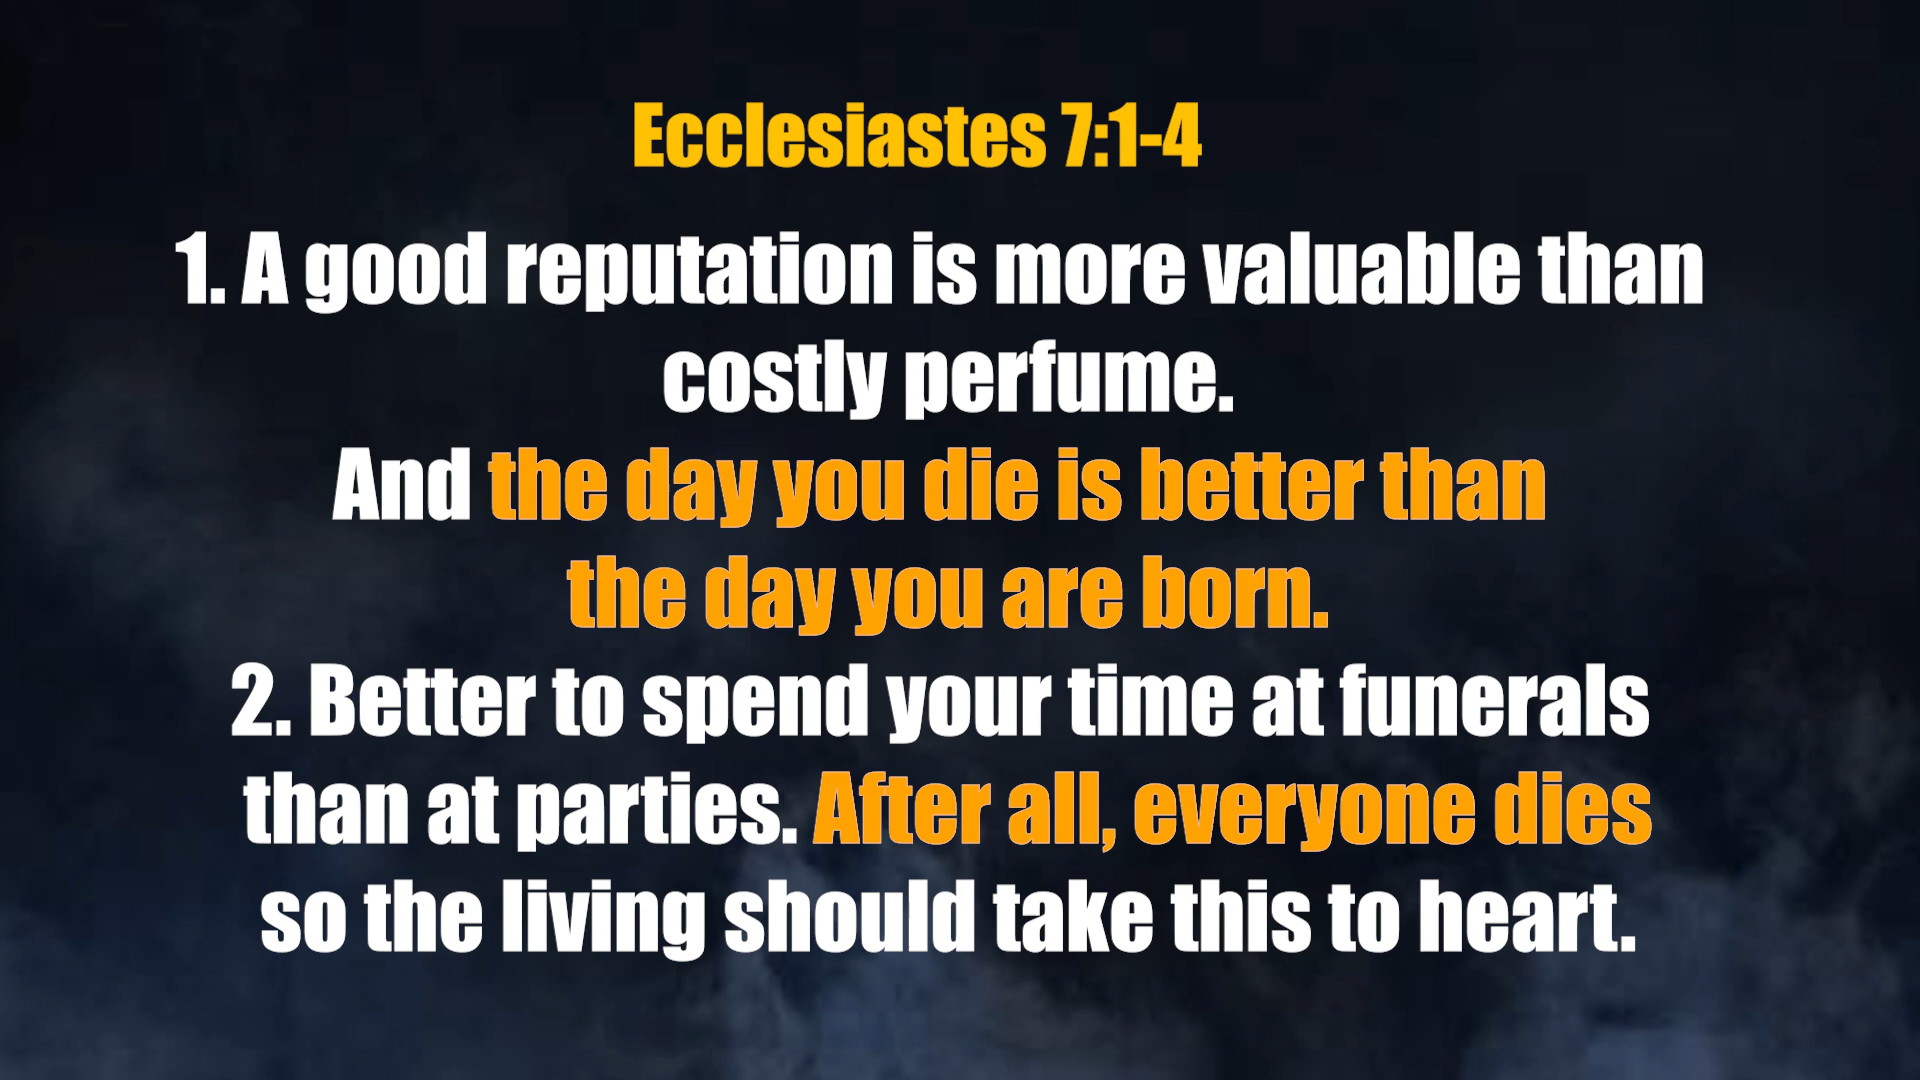 Ecclesiastes 7:1-4
1. A good reputation is more valuable than
costly perfume.
And the day you die is better than
the day you are born.
2. Better to spend your time at funerals
than at parties. After all, everyone dies
so the living should take this to heart.